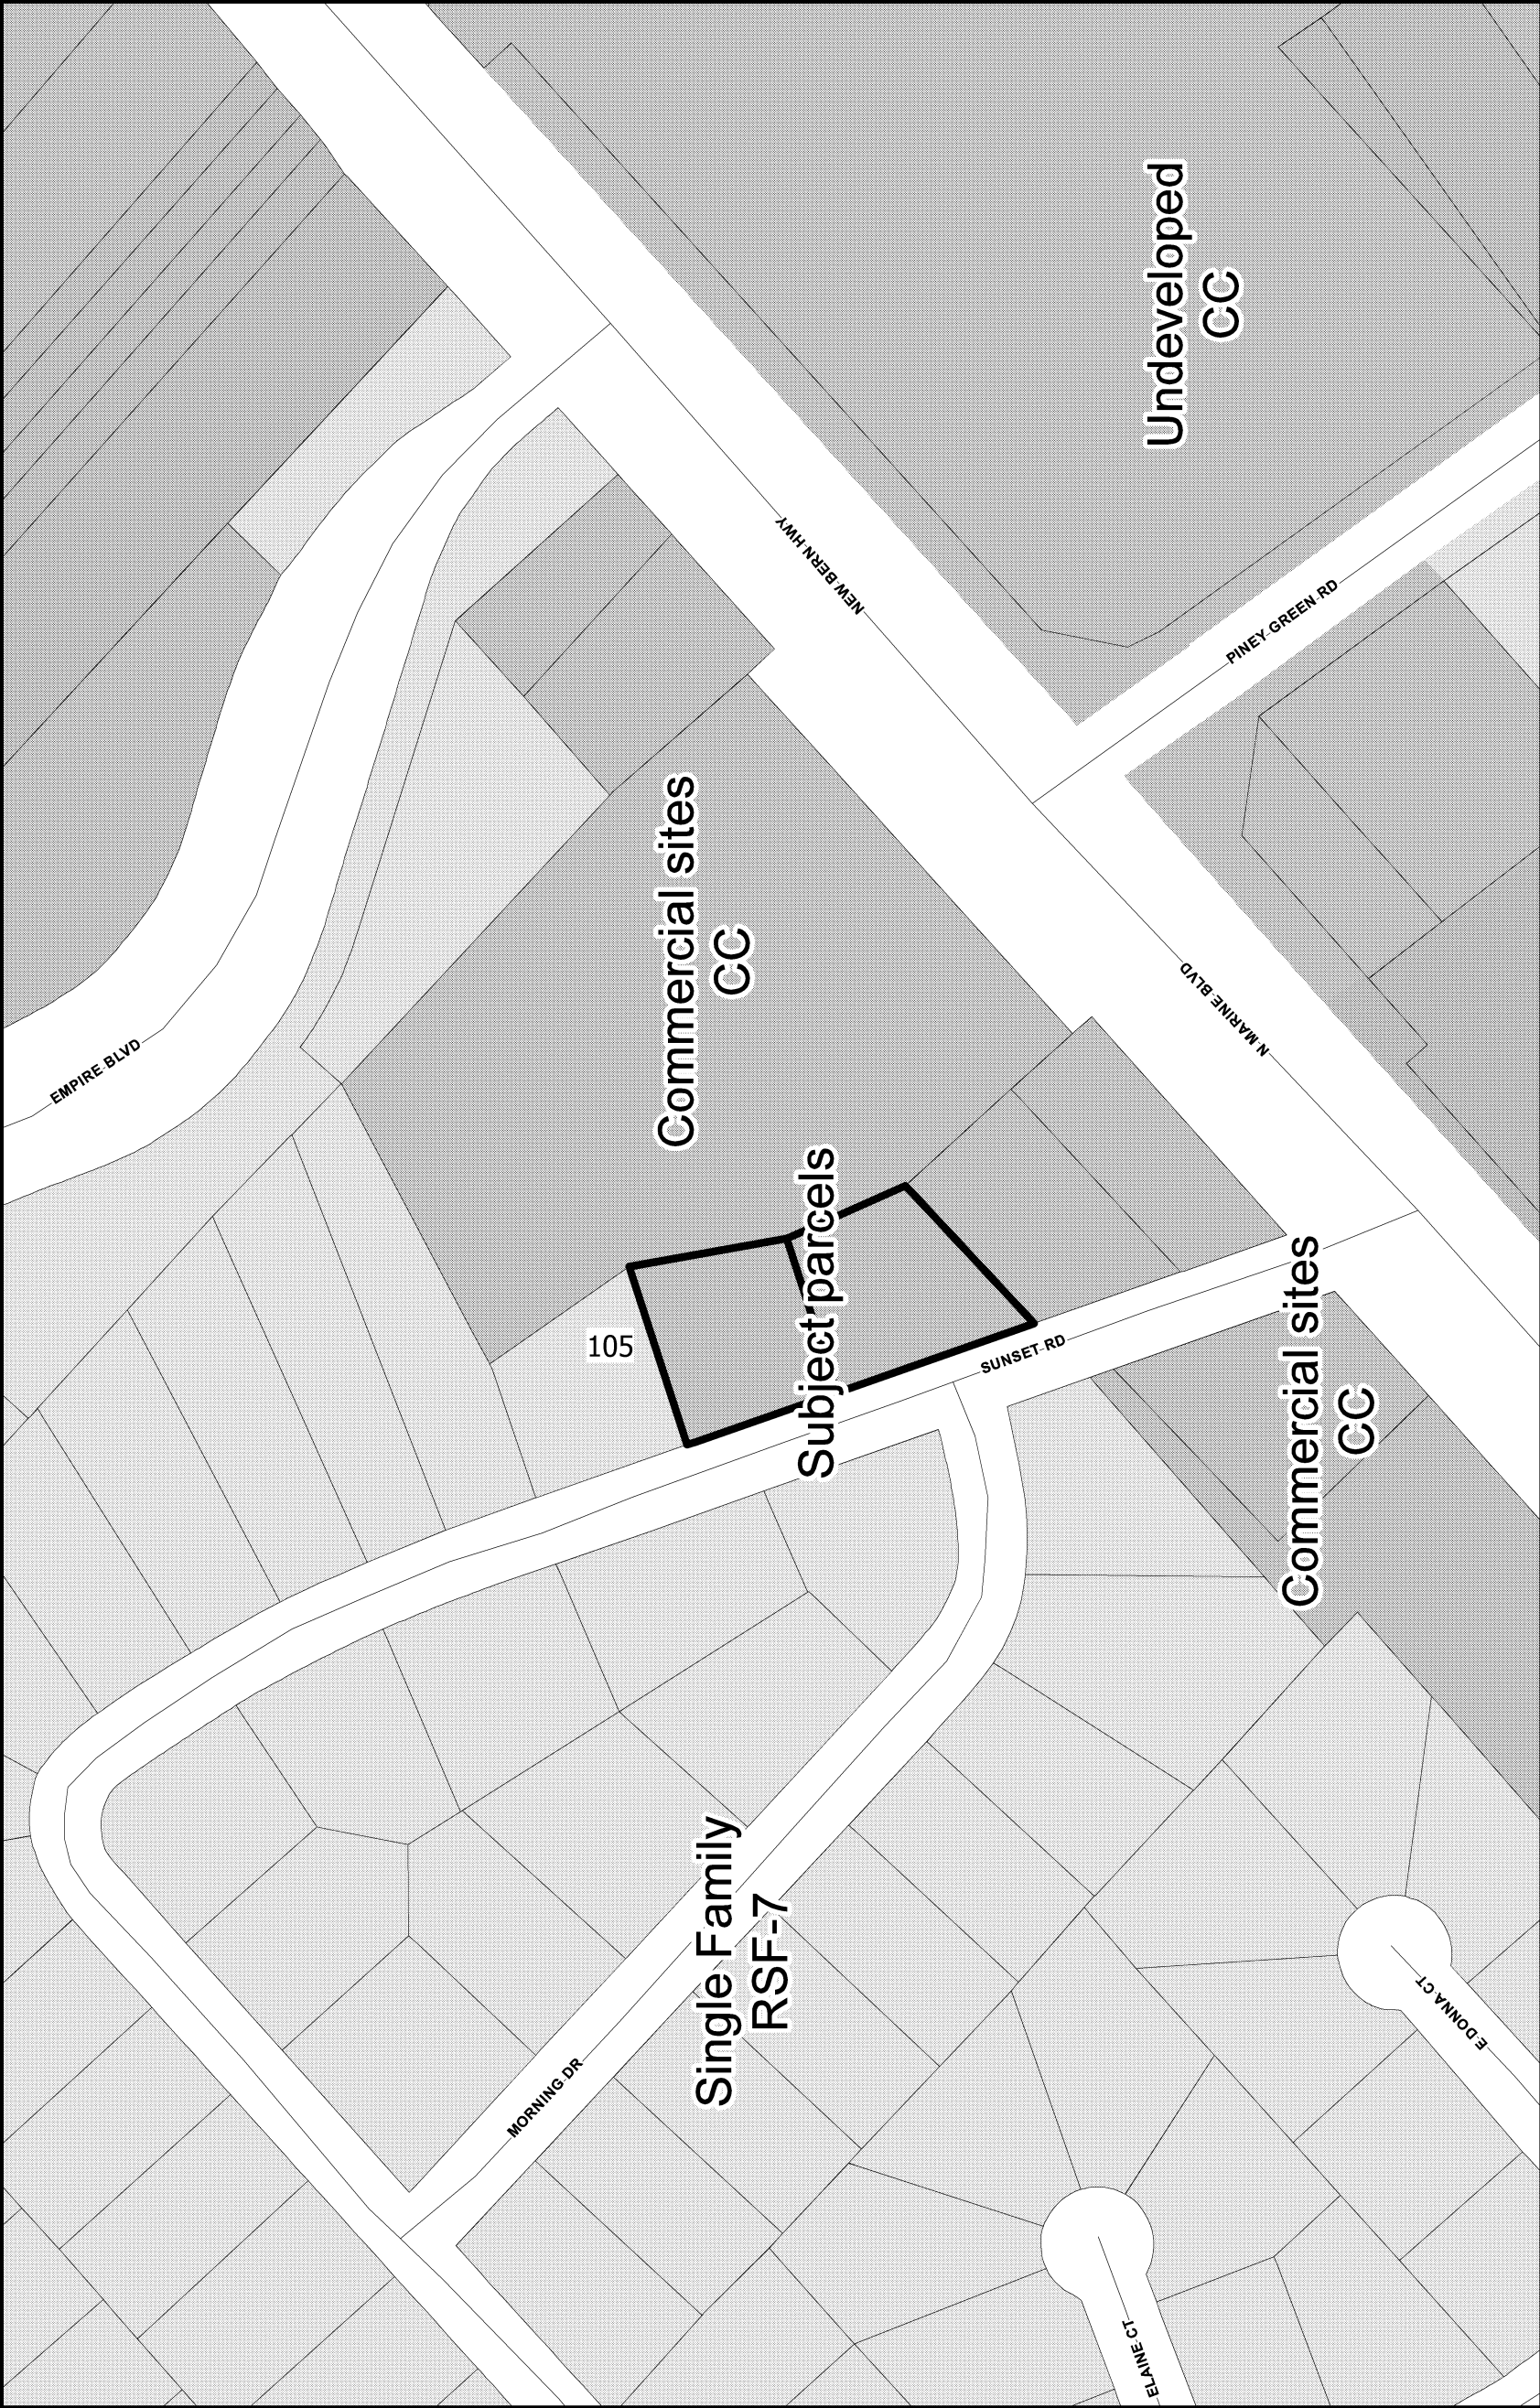 Undeveloped
CC
NEW BERN HWY
PINEY GREEN RD
Commercial sites
CC
N MARINE BLVD
EMPIRE BLVD
Subject parcels
105
SUNSET RD
Commercial sites
CC
Single Family
RSF-7
MORNING DR
E DONNA CT
ELAINE CT